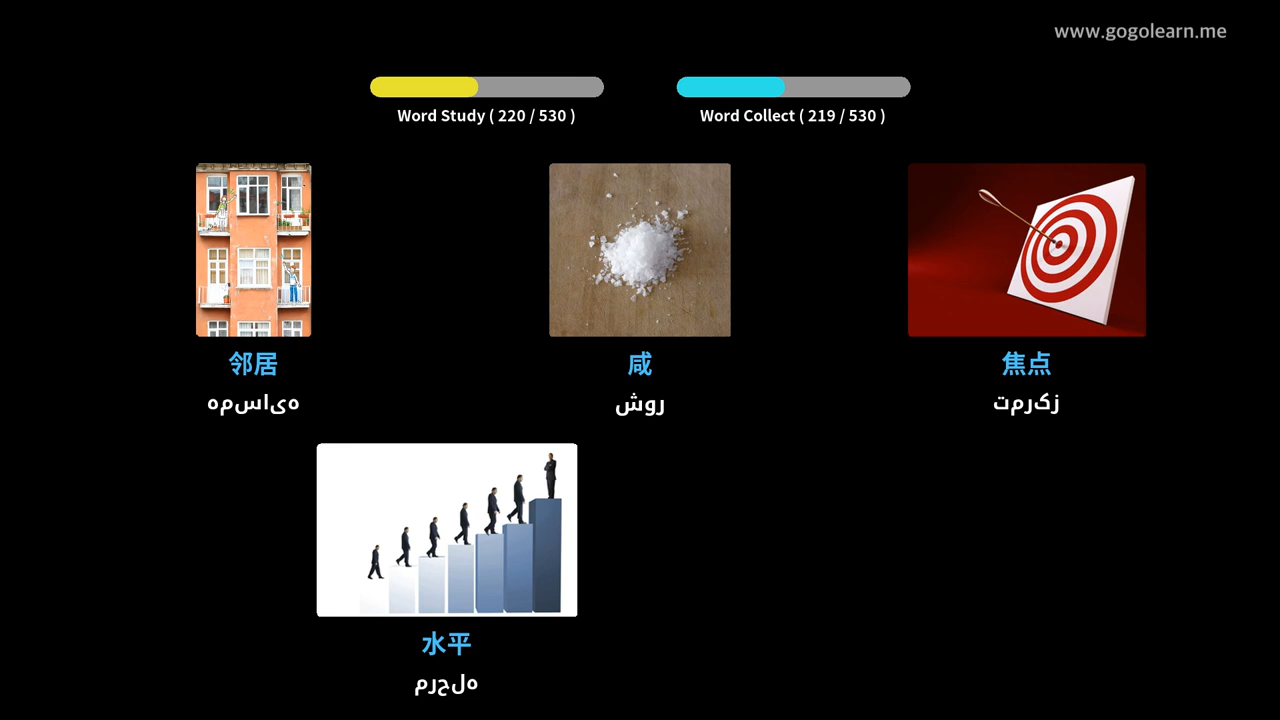 www.gogolearn.me
Word Study ( 220 / 530 )
Word Collect ( 219 / 530 )
邻居
همسایه
咸
شور
焦点
تمرکز
水平
مرحله